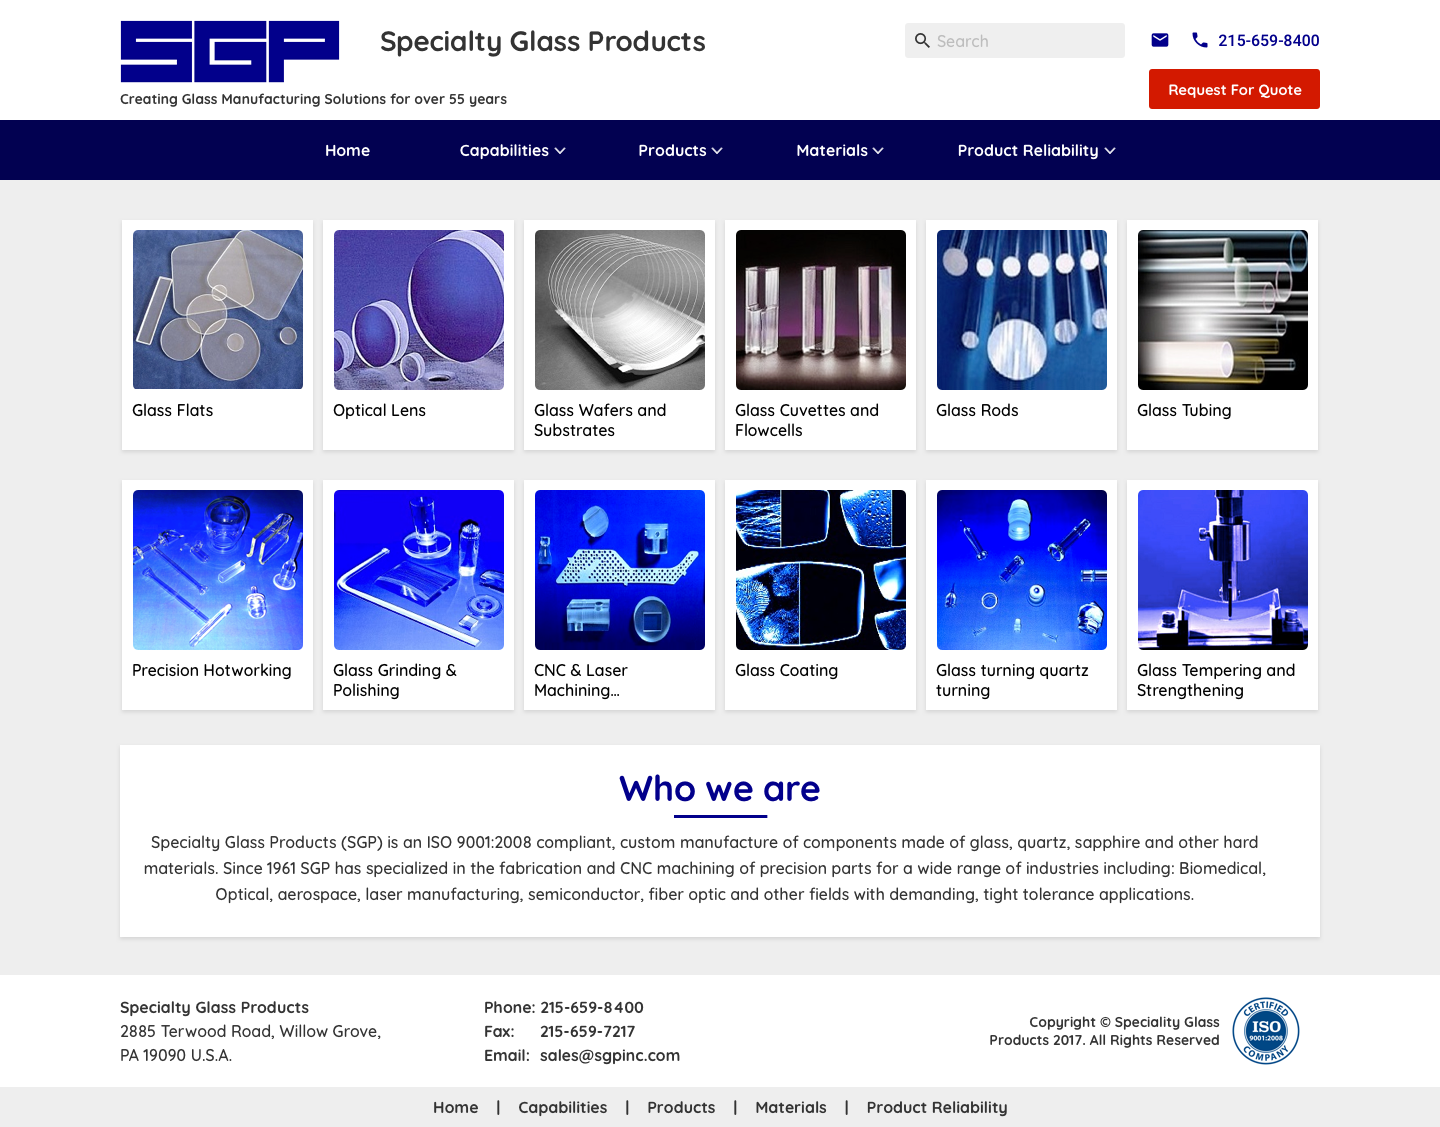 SGP
Specialty Glass Products
Search
215-659-8400
Creating Glass Manufacturing Solutions for over 55 years
Request For Quote
Home
Capabilities
Products
Materials
Product Reliability
Glass Flats
Optical Lens
Glass Wafers and
Substrates
Glass Cuvettes and
Flowcells
Glass Rods
Glass Tubing
Precision Hotworking
Glass Grinding &
Polishing
CNC & Laser
Machining...
Glass Coating
Glass turning quartz
turning
Glass Tempering and
Strengthening
Who we are
Specialty Glass Products (SGP) is an ISO 9001:2008 compliant, custom manufacture of components made of glass, quartz, sapphire and other hard
materials. Since 1961 SGP has specialized in the fabrication and CNC machining of precision parts for a wide range of industries including: Biomedical,
Optical, aerospace, laser manufacturing, semiconductor, fiber optic and other fields with demanding, tight tolerance applications.
Specialty Glass Products
2885 Terwood Road, Willow Grove,
PA 19090 U.S.A.
Phone: 215-659-8400
Fax: 215-659-7217
Email: sales@sgpinc.com
Copyright © Speciality Glass
Products 2017. All Rights Reserved
CERTIFIED
ISO
9001:2008
COMPANY
Home | Capabilities | Products | Materials | Product Reliability